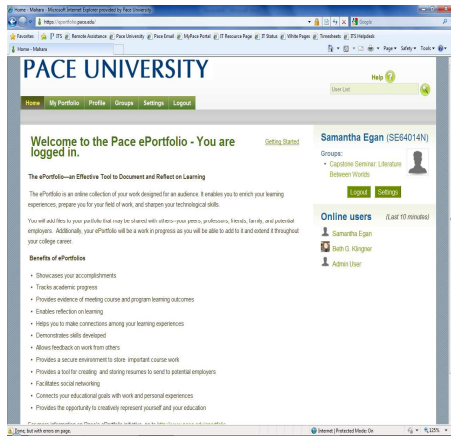 Home - Mahara - Microsoft Internet Explorer provided by Pace University
https://eportfolio.pace.edu/
Google
Favorites ITS Remote Assistance Pace University Pace Email MyPace Portal IT Resource Page IT Status White Pages Timesheets ITS Helpdesk
Home - Mahara
Page Safety Tools
PACE UNIVERSITY
Help
User List
Home My Portfolio Profile Groups Settings Logout
Welcome to the Pace ePortfolio - You are
logged in.
Getting Started
The ePortfolio—an Effective Tool to Document and Reflect on Learning
The ePortfolio is an online collection of your work designed for an audience. It enables you to enrich your learning
experiences, prepare you for your field of work, and sharpen your technological skills.
You will add files to your portfolio that may be shared with others--your peers, professors, friends, family, and potential
employers. Additionally, your ePortfolio will be a work in progress as you will be able to add to it and extend it throughout
your college career.
Benefits of ePortfolios
• Showcases your accomplishments
• Tracks academic progress
• Provides evidence of meeting course and program learning outcomes
• Enables reflection on learning
• Helps you to make connections among your learning experiences
• Demonstrates skills developed
• Allows feedback on work from others
• Provides a secure environment to store important course work
• Provides a tool for creating and storing resumes to send to potential employers
• Facilitates social networking
• Connects your educational goals with work and personal experiences
• Provides the opportunity to creatively represent yourself and your education
For more information on Pace's ePortfolio initiative, go to
Samantha Egan (SE64014N)
Groups:
• Capstone Seminar: Literature
Between Worlds
Logout Settings
Online users (Last 10 minutes)
Samantha Egan
Beth G. Klingner
Admin User
Done, but with errors on page.
Internet | Protected Mode: On
125%